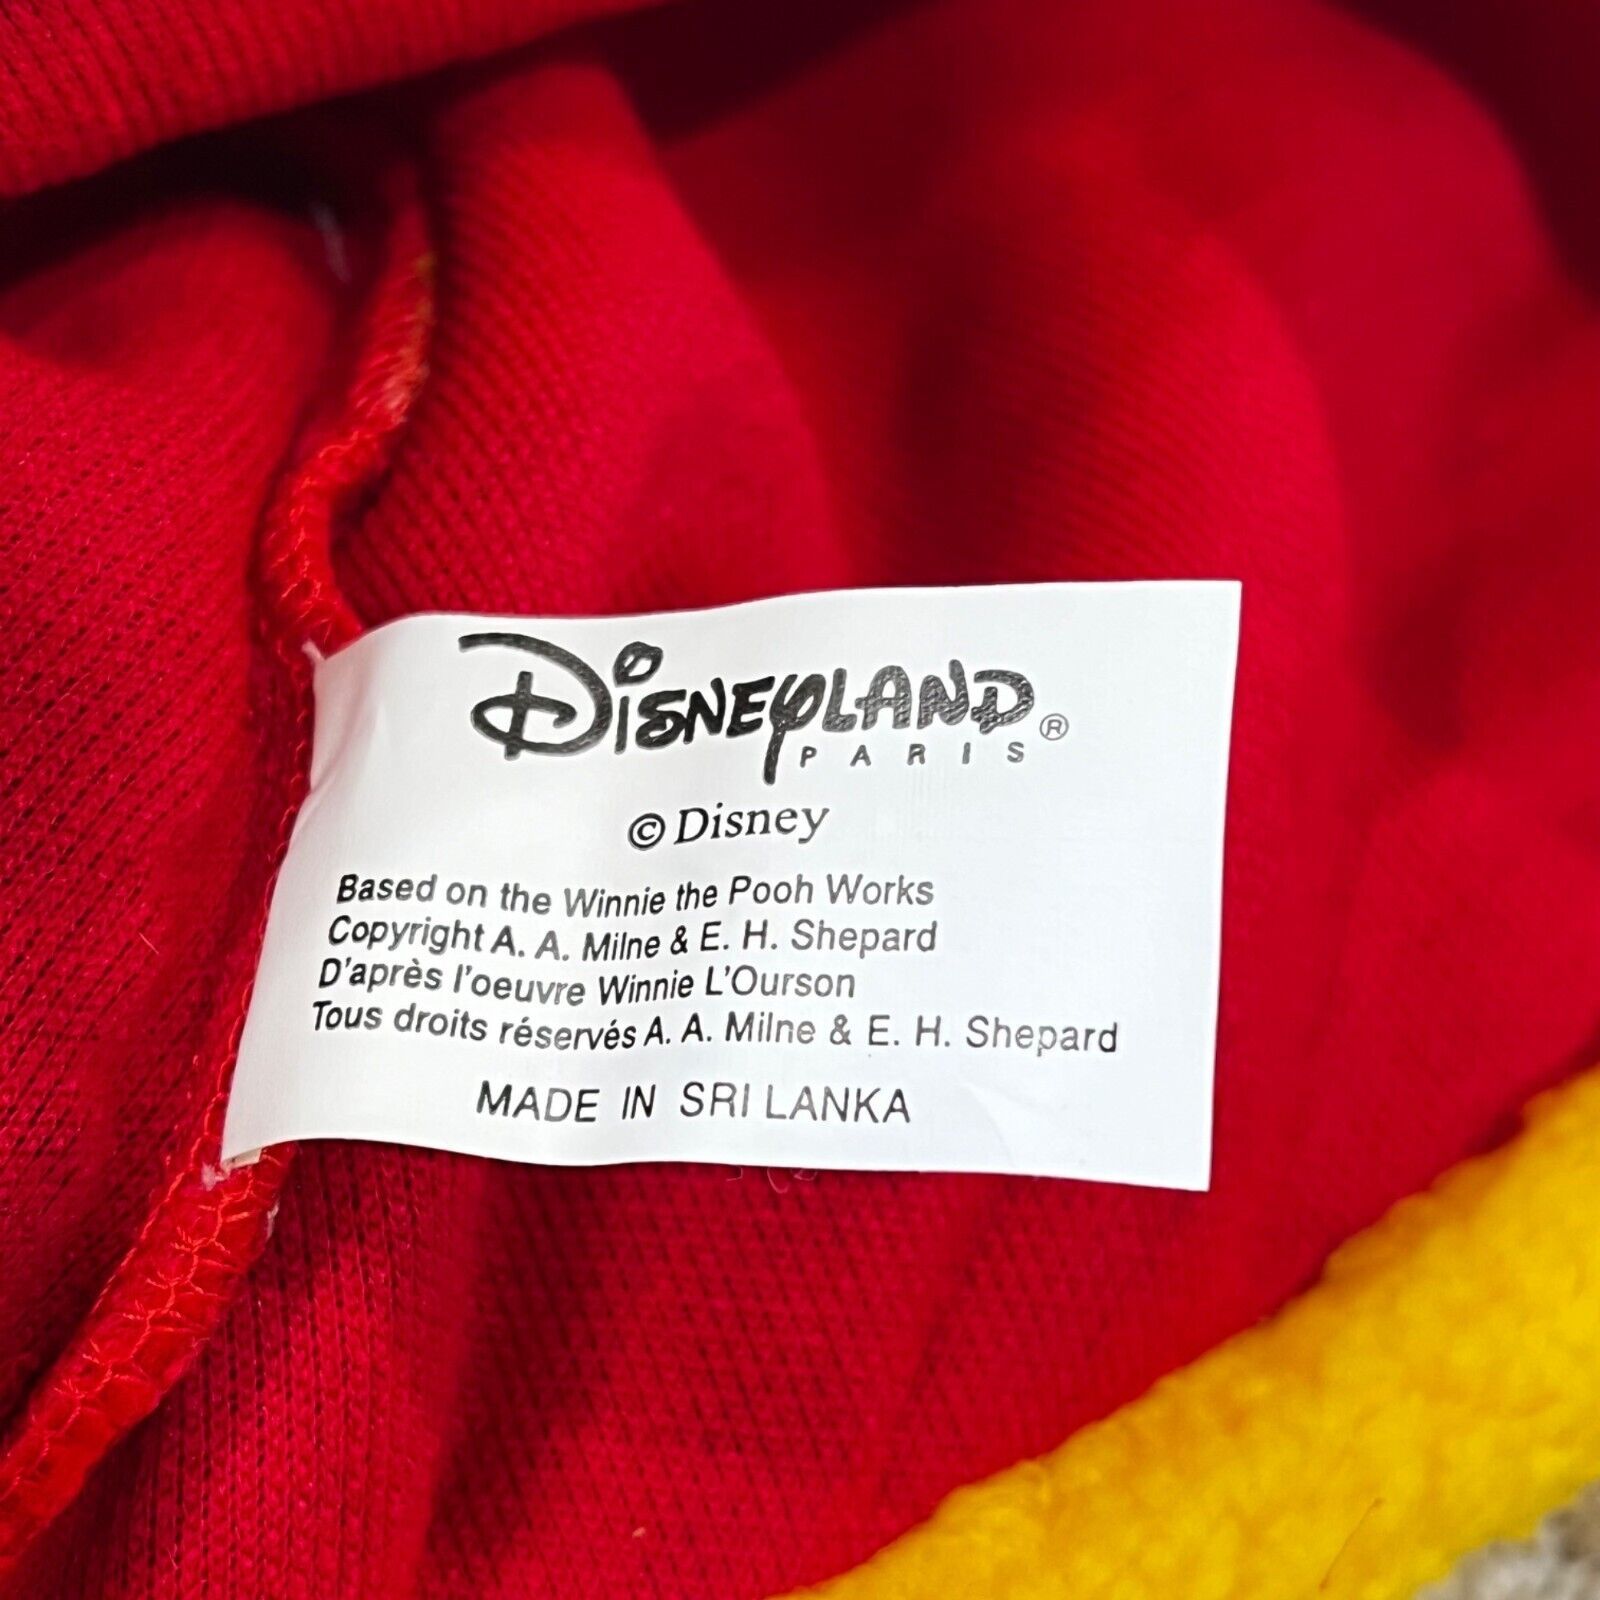 DISNEYLAND®
PARIS
© Disney
Based on the Winnie the Pooh Works
Copyright A. A. Milne & E. H. Shepard
D'après l'oeuvre Winnie L'Ourson
Tous droits réservés A. A. Milne & E. H. Shepard
MADE IN SRI LANKA